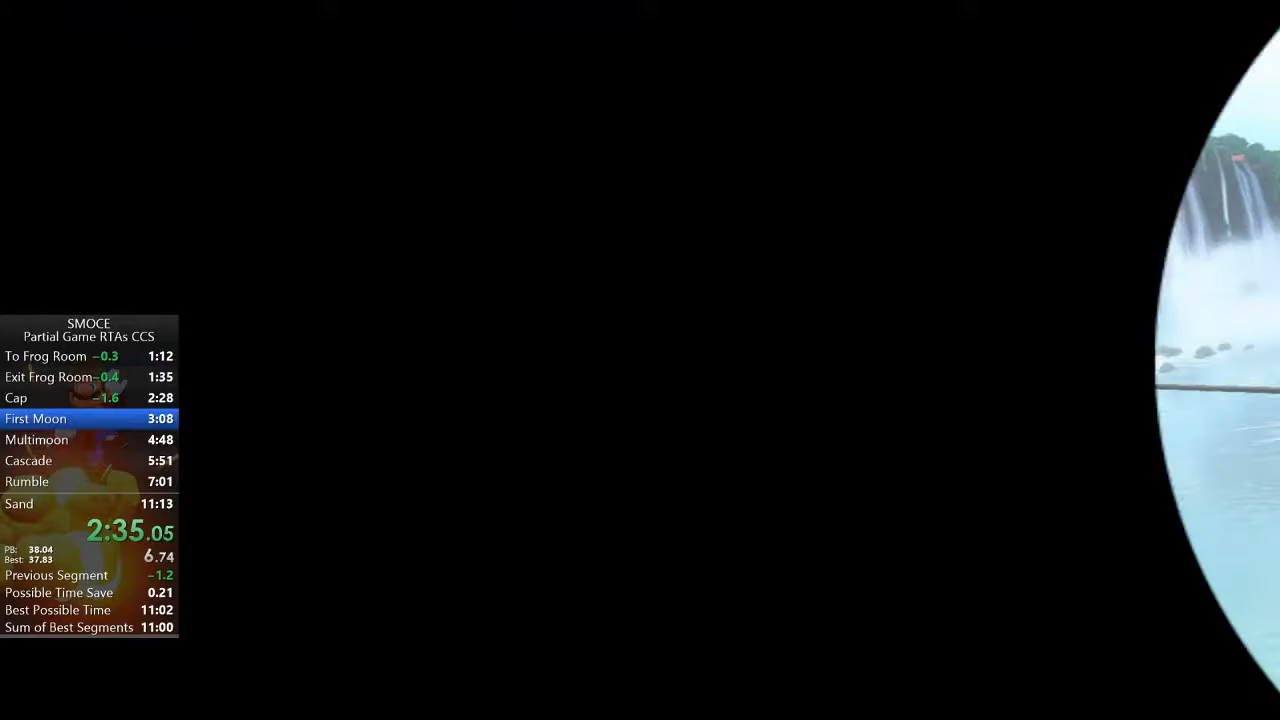 SMOCE
Partial Game RTAs CCS
To Frog Room −0.3 1:12
Exit Frog Room −0.4 1:35
Cap −1.6 2:28
First Moon 3:08
Multimoon 4:48
Cascade 5:51
Rumble 7:01
Sand 11:13
2:35.05
PB: 38.04
Best: 37.83
6.74
Previous Segment −1.2
Possible Time Save 0.21
Best Possible Time 11:02
Sum of Best Segments 11:00